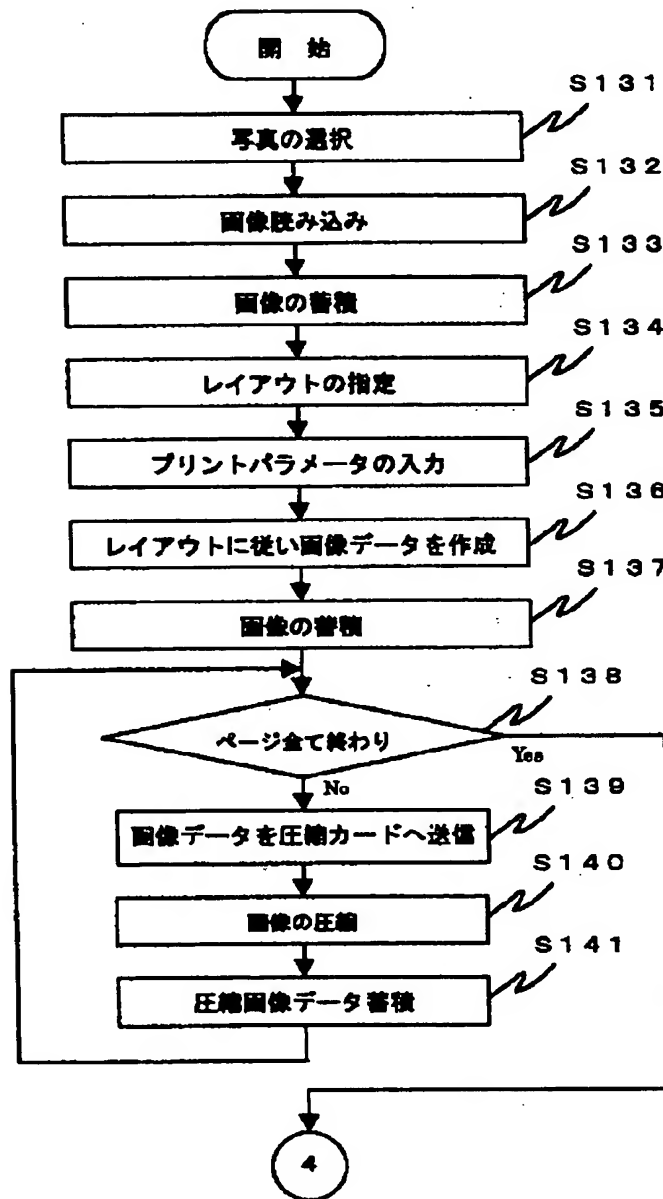 開 始
S131
写真の選択
S132
画像読み込み
S133
画像の蓄積
S134
レイアウトの指定
S135
プリントパラメータの入力
S136
レイアウトに従い画像データを作成
S137
画像の蓄積
S138
ページ全て終わり
Yes
No
S139
画像データを圧縮カードへ送信
S140
画像の圧縮
S141
圧縮画像データ蓄積
4